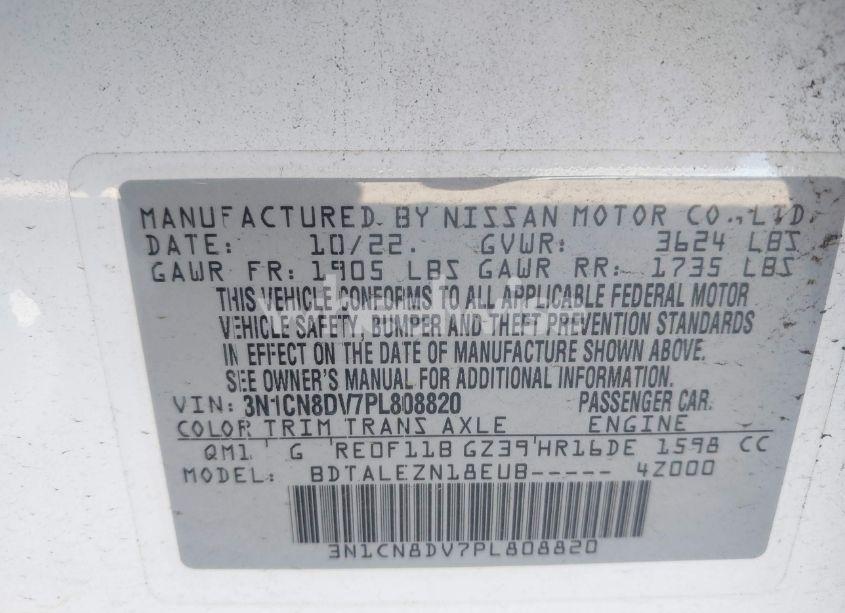 MANUFACTURED BY NISSAN MOTOR CO., LTD.
DATE: 10/22. GVWR: 3624 LBS
GAWR FR: 1905 LBS GAWR RR: 1735 LBS
THIS VEHICLE CONFORMS TO ALL APPLICABLE FEDERAL MOTOR
VEHICLE SAFETY, BUMPER AND THEFT PREVENTION STANDARDS
IN EFFECT ON THE DATE OF MANUFACTURE SHOWN ABOVE.
SEE OWNER'S MANUAL FOR ADDITIONAL INFORMATION.
VIN: 3N1CN8DV7PL808820 PASSENGER CAR
COLOR TRIM TRANS AXLE ENGINE
QM1 G RE0F11B GZ39 HR16DE 1598 CC
MODEL: BDTALEZN18EUB----- 4Z000
3N1CN8DV7PL808820